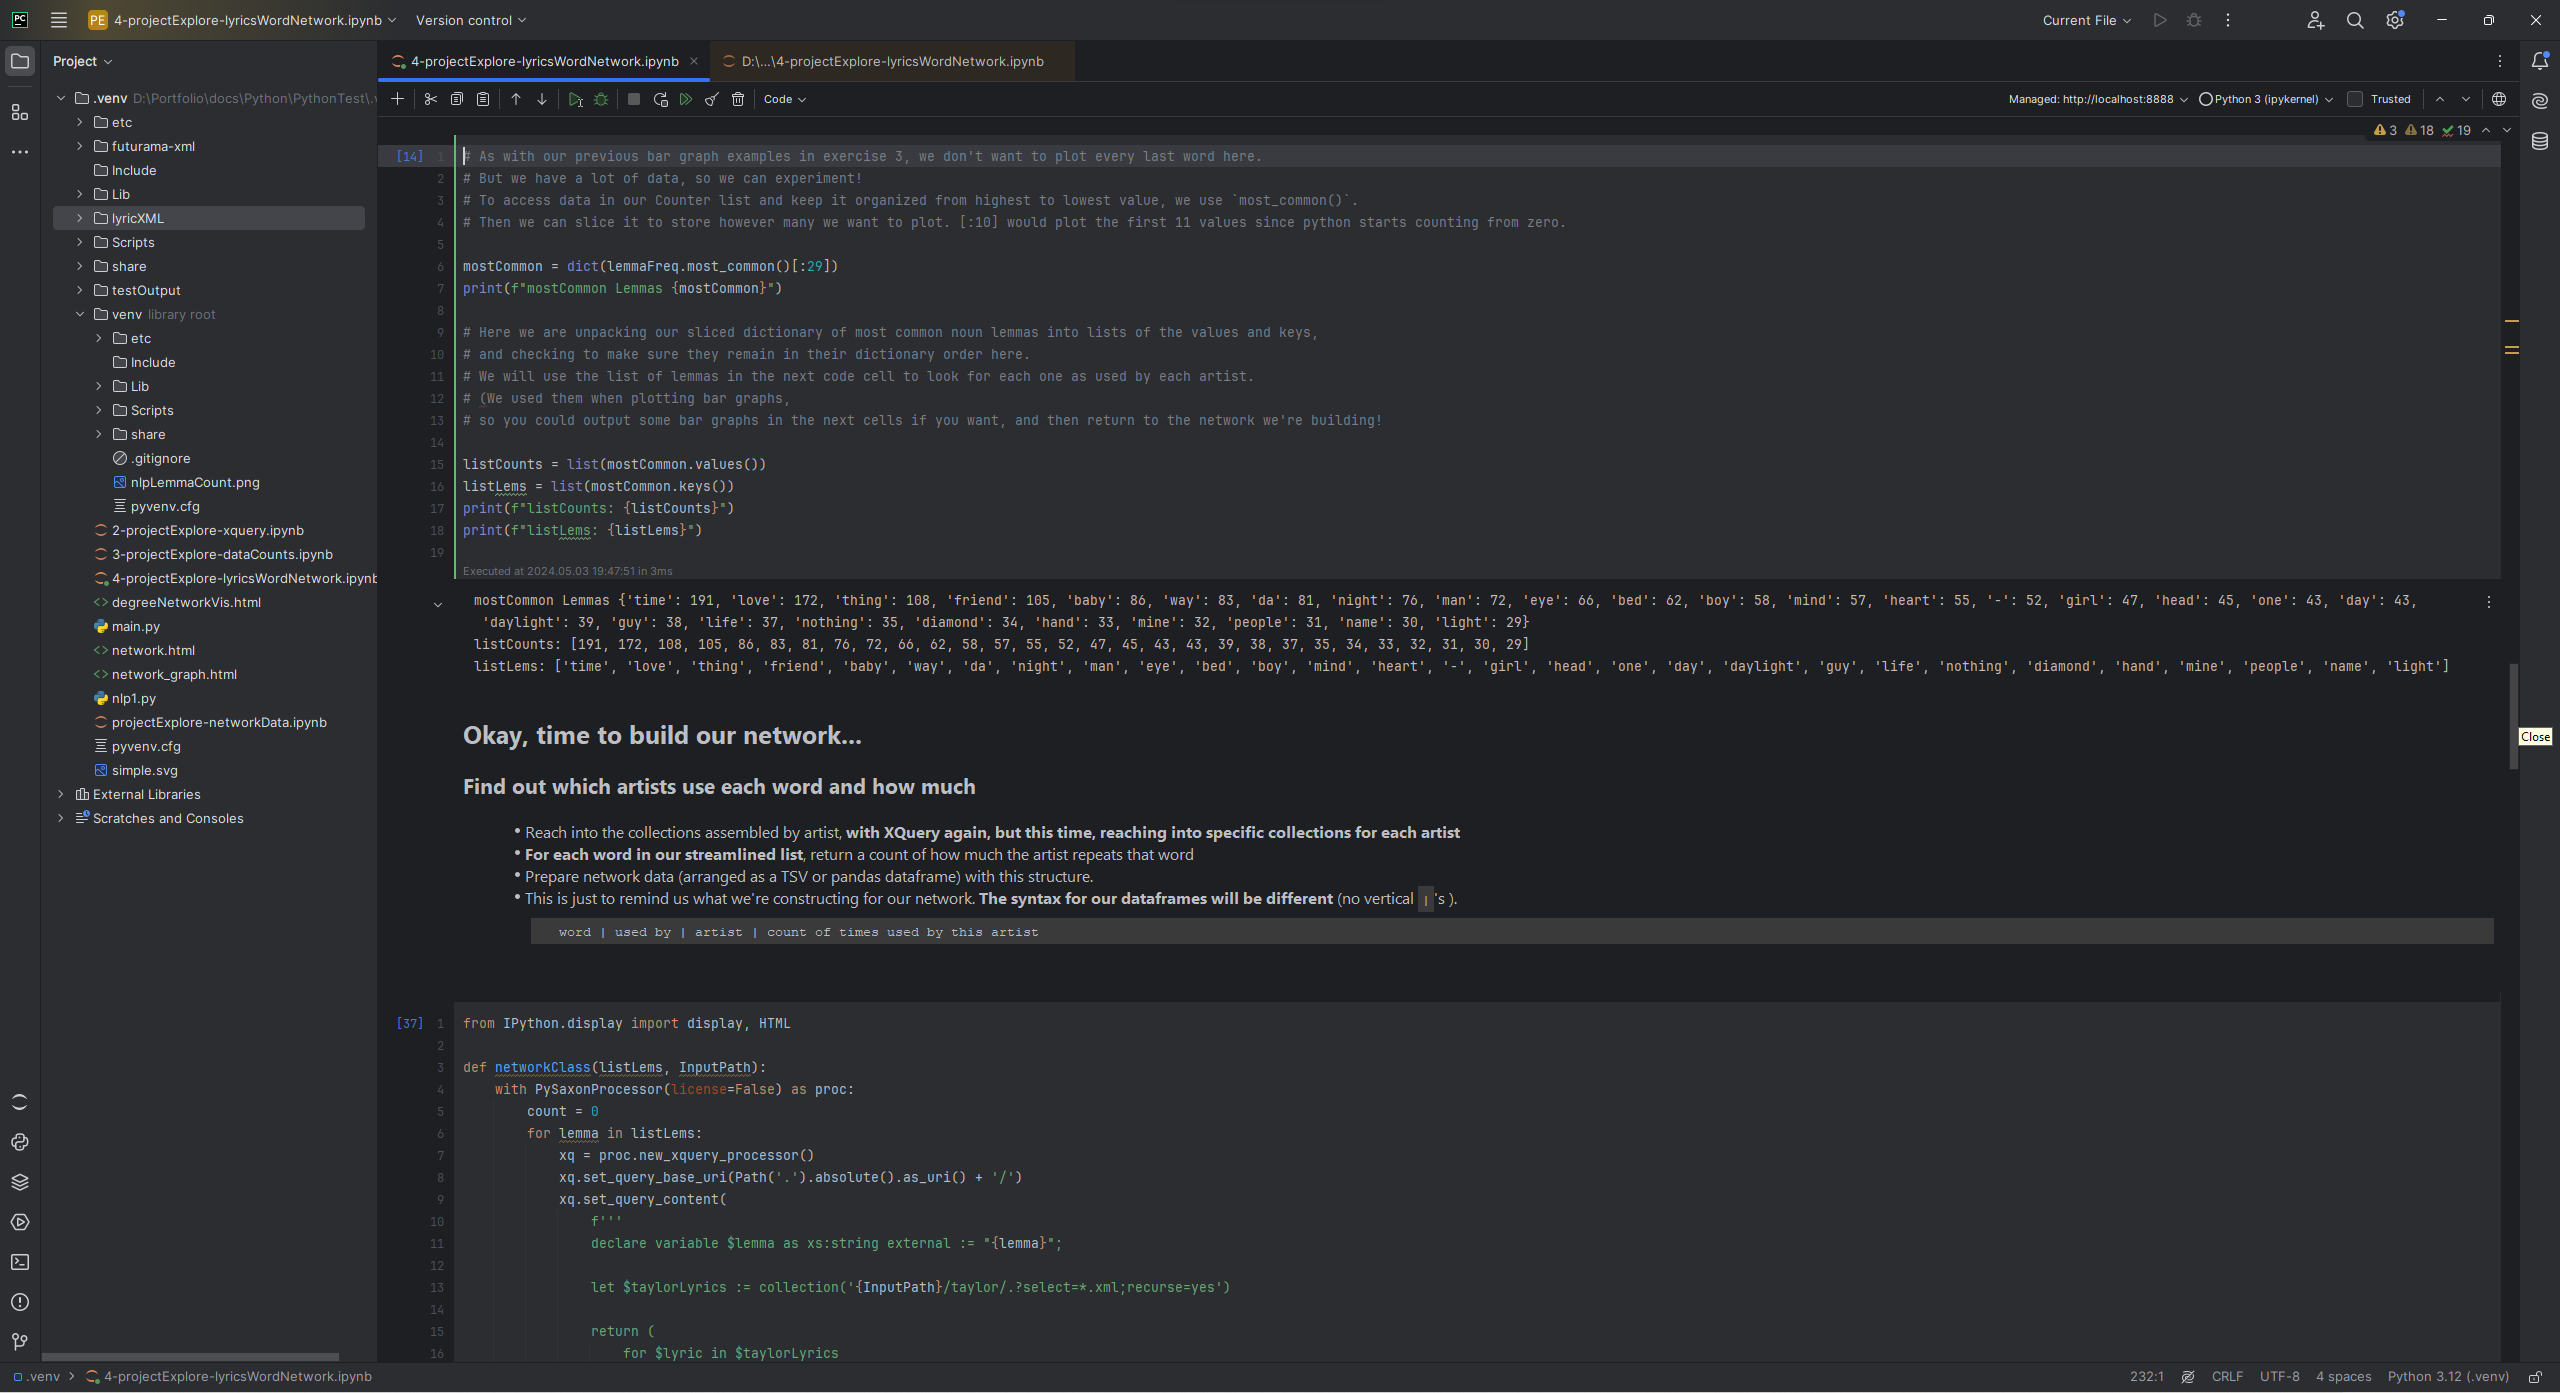 PC
PE 4-projectExplore-lyricsWordNetwork.ipynb Version control Current File
Project
4-projectExplore-lyricsWordNetwork.ipynb
D:\...\4-projectExplore-lyricsWordNetwork.ipynb
Code
Managed: http://localhost:8888 Python 3 (ipykernel) Trusted
3 18 19
.venv D:\Portfolio\docs\Python\PythonTest\.v
etc
futurama-xml
Include
Lib
lyricXML
Scripts
share
testOutput
venv library root
etc
Include
Lib
Scripts
share
.gitignore
nlpLemmaCount.png
pyvenv.cfg
2-projectExplore-xquery.ipynb
3-projectExplore-dataCounts.ipynb
4-projectExplore-lyricsWordNetwork.ipynb
degreeNetworkVis.html
main.py
network.html
network_graph.html
nlp1.py
projectExplore-networkData.ipynb
pyvenv.cfg
simple.svg
External Libraries
Scratches and Consoles
[14] 1 # As with our previous bar graph examples in exercise 3, we don't want to plot every last word here.
2 # But we have a lot of data, so we can experiment!
3 # To access data in our Counter list and keep it organized from highest to lowest value, we use `most_common()`.
4 # Then we can slice it to store however many we want to plot. [:10] would plot the first 11 values since python starts counting from zero.
5
6 mostCommon = dict(lemmaFreq.most_common()[:29])
7 print(f"mostCommon Lemmas {mostCommon}")
8
9 # Here we are unpacking our sliced dictionary of most common noun lemmas into lists of the values and keys,
10 # and checking to make sure they remain in their dictionary order here.
11 # We will use the list of lemmas in the next code cell to look for each one as used by each artist.
12 # (We used them when plotting bar graphs,
13 # so you could output some bar graphs in the next cells if you want, and then return to the network we're building!
14
15 listCounts = list(mostCommon.values())
16 listLems = list(mostCommon.keys())
17 print(f"listCounts: {listCounts}")
18 print(f"listLems: {listLems}")
19
Executed at 2024.05.03 19:47:51 in 3ms
mostCommon Lemmas {'time': 191, 'love': 172, 'thing': 108, 'friend': 105, 'baby': 86, 'way': 83, 'da': 81, 'night': 76, 'man': 72, 'eye': 66, 'bed': 62, 'boy': 58, 'mind': 57, 'heart': 55, '-': 52, 'girl': 47, 'head': 45, 'one': 43, 'day': 43,
'daylight': 39, 'guy': 38, 'life': 37, 'nothing': 35, 'diamond': 34, 'hand': 33, 'mine': 32, 'people': 31, 'name': 30, 'light': 29}
listCounts: [191, 172, 108, 105, 86, 83, 81, 76, 72, 66, 62, 58, 57, 55, 52, 47, 45, 43, 43, 39, 38, 37, 35, 34, 33, 32, 31, 30, 29]
listLems: ['time', 'love', 'thing', 'friend', 'baby', 'way', 'da', 'night', 'man', 'eye', 'bed', 'boy', 'mind', 'heart', '-', 'girl', 'head', 'one', 'day', 'daylight', 'guy', 'life', 'nothing', 'diamond', 'hand', 'mine', 'people', 'name', 'light']
Okay, time to build our network...
Close
Find out which artists use each word and how much
• Reach into the collections assembled by artist, with XQuery again, but this time, reaching into specific collections for each artist
• For each word in our streamlined list, return a count of how much the artist repeats that word
• Prepare network data (arranged as a TSV or pandas dataframe) with this structure.
• This is just to remind us what we're constructing for our network. The syntax for our dataframes will be different (no vertical | 's ).
word | used by | artist | count of times used by this artist
[37] 1 from IPython.display import display, HTML
2
3 def networkClass(listLems, InputPath):
4 with PySaxonProcessor(license=False) as proc:
5 count = 0
6 for lemma in listLems:
7 xq = proc.new_xquery_processor()
8 xq.set_query_base_uri(Path('.').absolute().as_uri() + '/')
9 xq.set_query_content(
10 f'''
11 declare variable $lemma as xs:string external := "{lemma}";
12
13 let $taylorLyrics := collection('{InputPath}/taylor/.?select=*.xml;recurse=yes')
14
15 return (
16 for $lyric in $taylorLyrics
.venv 4-projectExplore-lyricsWordNetwork.ipynb
232:1 CRLF UTF-8 4 spaces Python 3.12 (.venv)